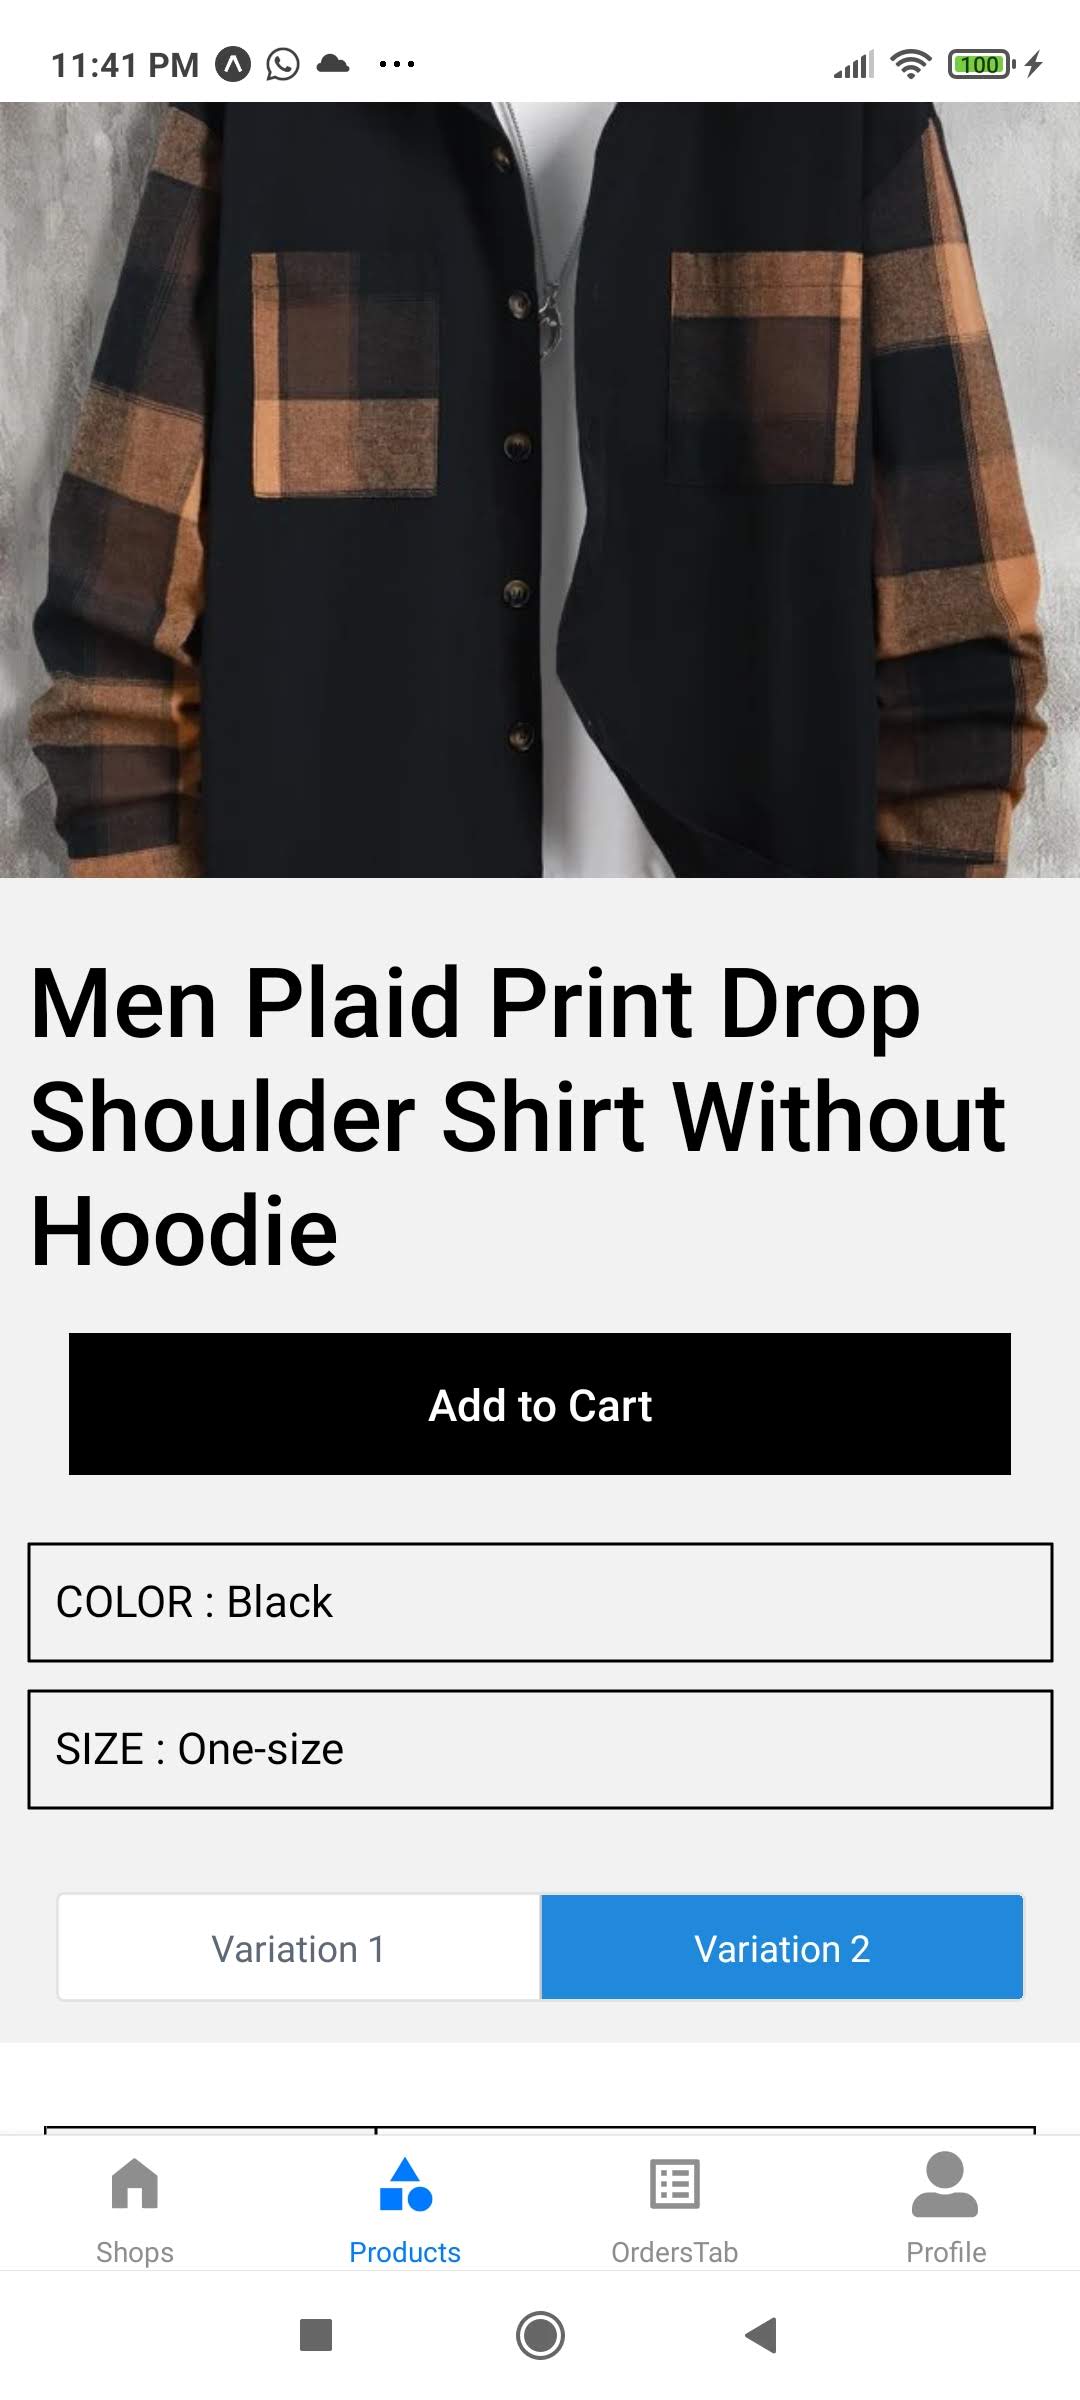 11:41 PM
100
Men Plaid Print Drop
Shoulder Shirt Without
Hoodie
Add to Cart
COLOR : Black
SIZE : One-size
Variation 1 Variation 2
Shops Products OrdersTab Profile